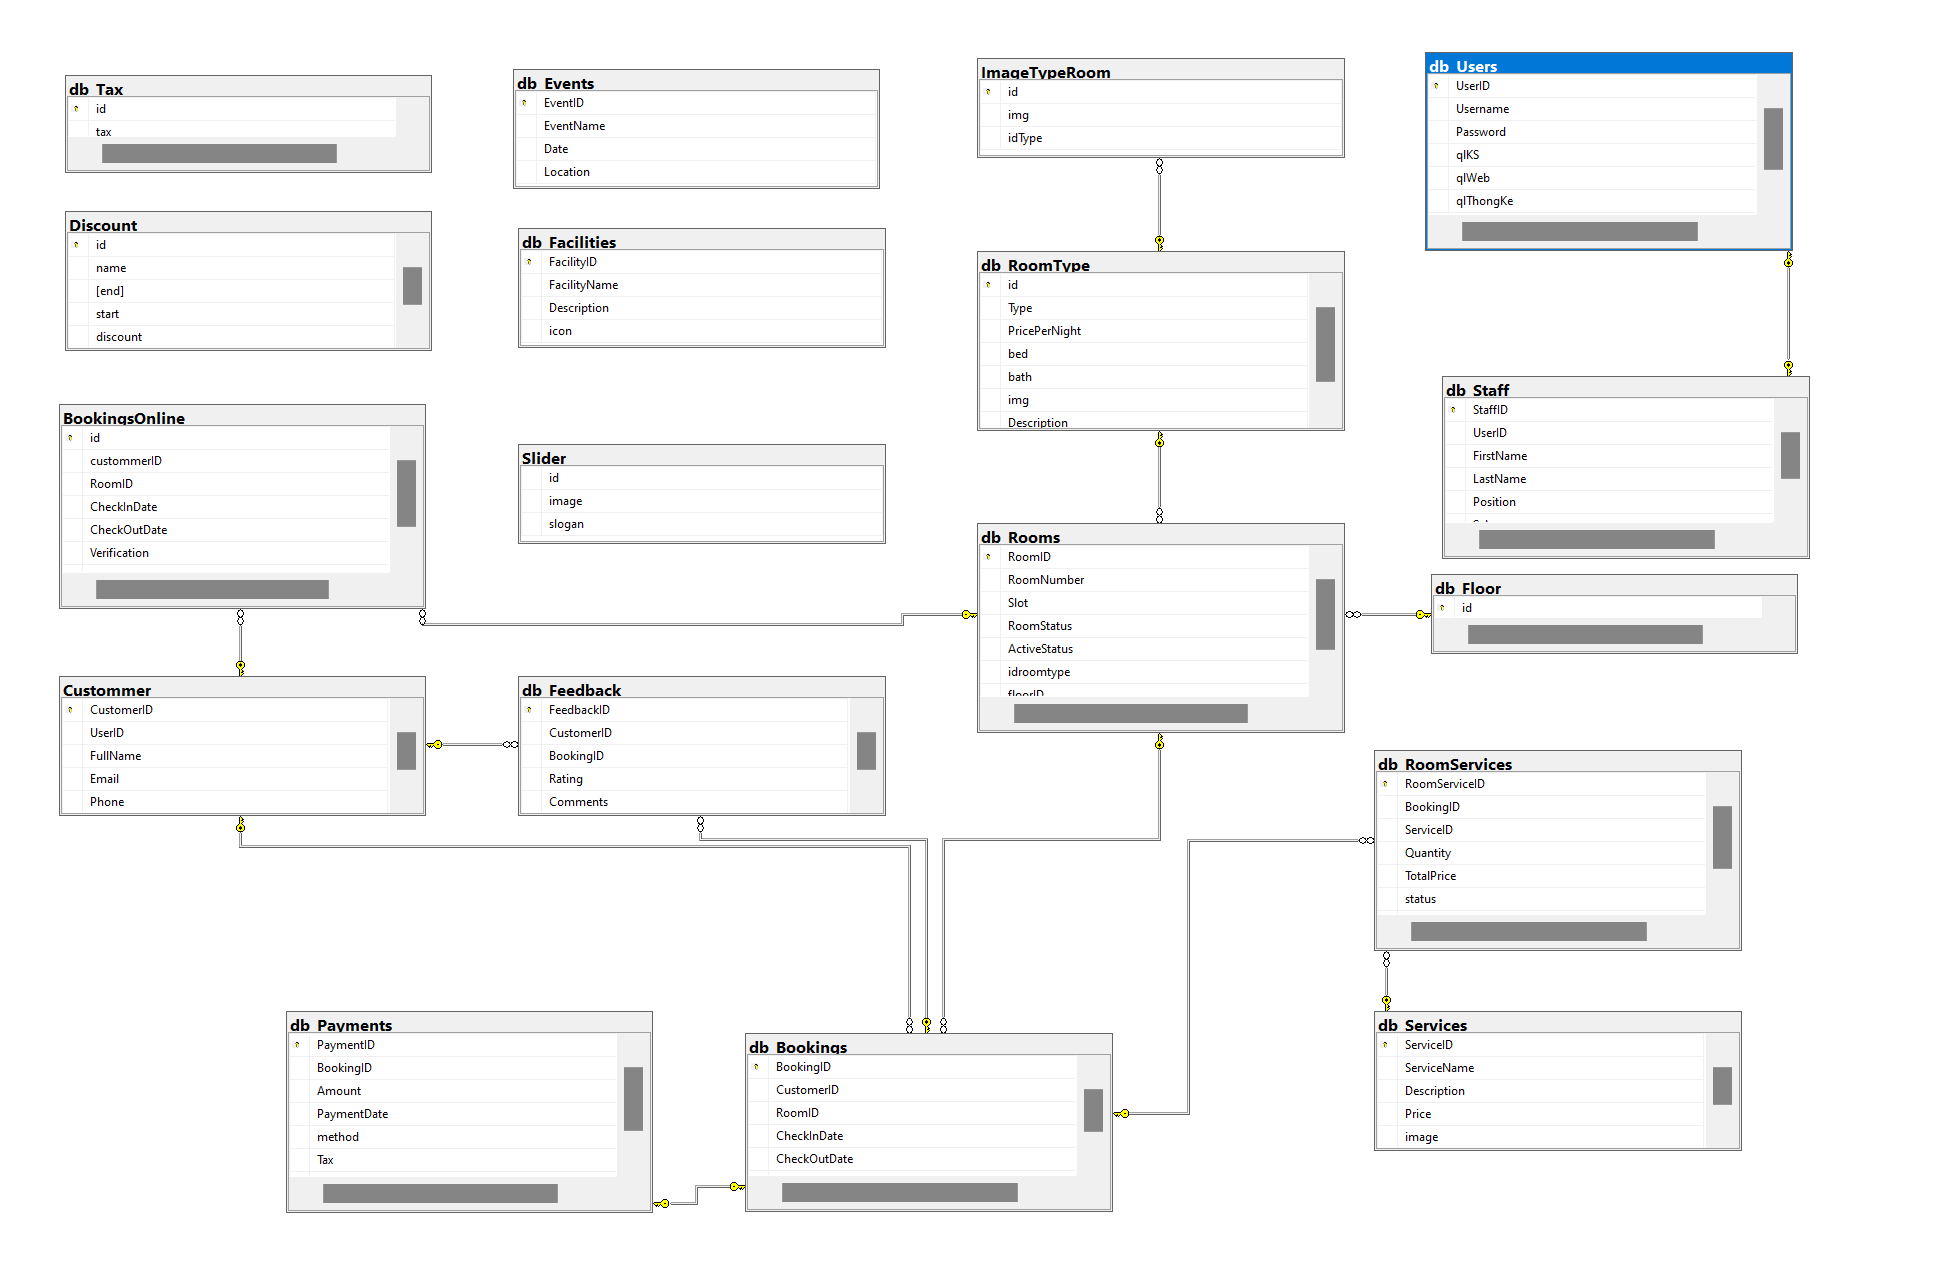 db_Tax
id
tax
Discount
id
name
[end]
start
discount
BookingsOnline
id
custommerID
RoomID
CheckInDate
CheckOutDate
Verification
Custommer
CustomerID
UserID
FullName
Email
Phone
db_Events
EventID
EventName
Date
Location
db_Facilities
FacilityID
FacilityName
Description
icon
Slider
id
image
slogan
db_Feedback
FeedbackID
CustomerID
BookingID
Rating
Comments
ImageTypeRoom
id
img
idType
db_RoomType
id
Type
PricePerNight
bed
bath
img
Description
db_Rooms
RoomID
RoomNumber
Slot
RoomStatus
ActiveStatus
idroomtype
floorID
db_Users
UserID
Username
Password
qlKS
qlWeb
qlThongKe
db_Staff
StaffID
UserID
FirstName
LastName
Position
db_Floor
id
db_RoomServices
RoomServiceID
BookingID
ServiceID
Quantity
TotalPrice
status
db_Services
ServiceID
ServiceName
Description
Price
image
db_Payments
PaymentID
BookingID
Amount
PaymentDate
method
Tax
db_Bookings
BookingID
CustomerID
RoomID
CheckInDate
CheckOutDate